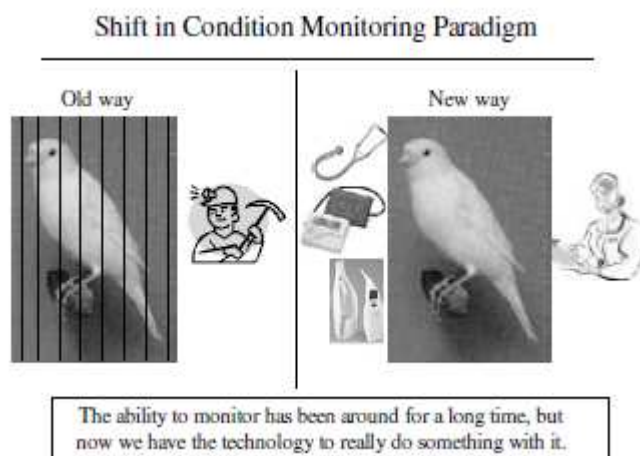 Shift in Condition Monitoring Paradigm
Old way
New way
The ability to monitor has been around for a long time, but
now we have the technology to really do something with it.